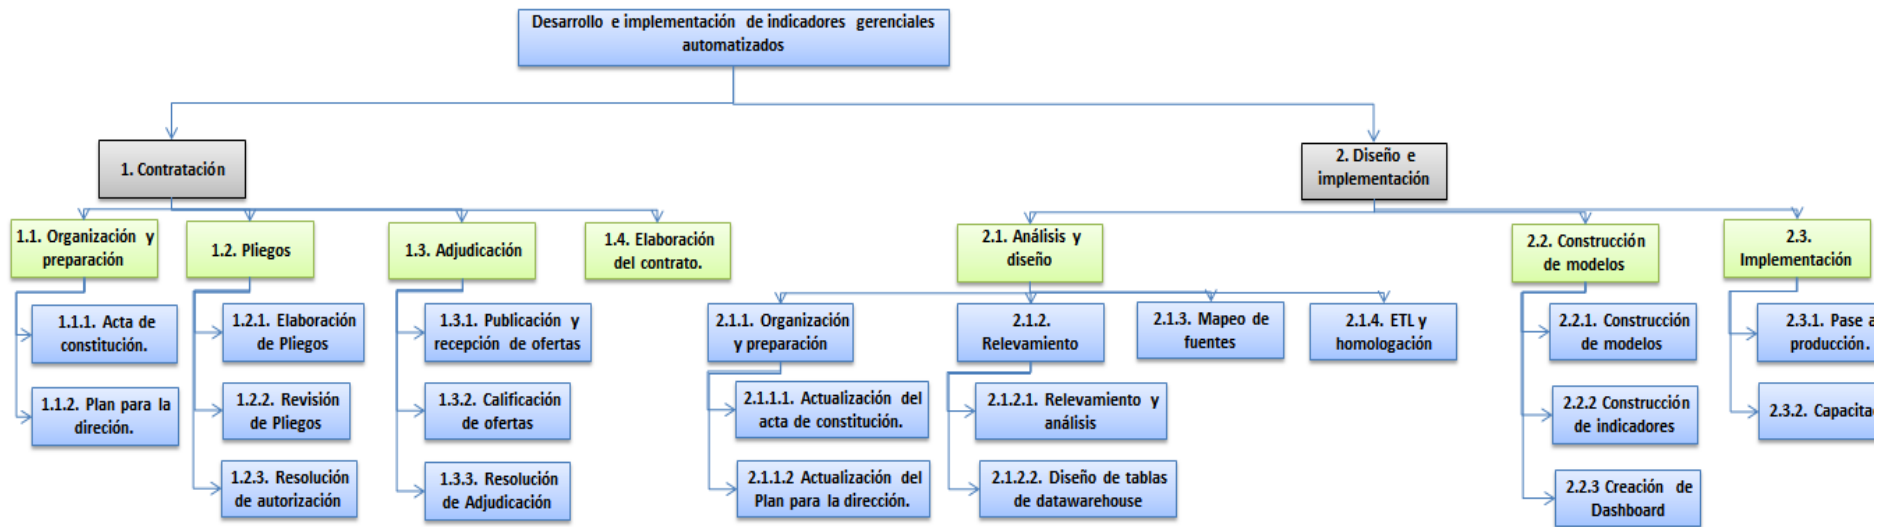 Desarrollo e implementación de indicadores gerenciales
automatizados
1. Contratación
2. Diseño e
implementación
1.1. Organización y
preparación
1.2. Pliegos
1.3. Adjudicación
1.4. Elaboración
del contrato.
2.1. Análisis y
diseño
2.2. Construcción
de modelos
2.3.
Implementación
1.1.1. Acta de
constitución.
1.1.2. Plan para la
direción.
1.2.1. Elaboración
de Pliegos
1.2.2. Revisión
de Pliegos
1.2.3. Resolución
de autorización
1.3.1. Publicación y
recepción de ofertas
1.3.2. Calificación
de ofertas
1.3.3. Resolución
de Adjudicación
2.1.1. Organización
y preparación
2.1.1.1. Actualización del
acta de constitución.
2.1.1.2 Actualización del
Plan para la dirección.
2.1.2.
Relevamiento
2.1.2.1. Relevamiento y
análisis
2.1.2.2. Diseño de tablas
de datawarehouse
2.1.3. Mapeo de
fuentes
2.1.4. ETL y
homologación
2.2.1. Construcción
de modelos
2.2.2 Construcción
de indicadores
2.2.3 Creación de
Dashboard
2.3.1. Pase a
producción.
2.3.2.